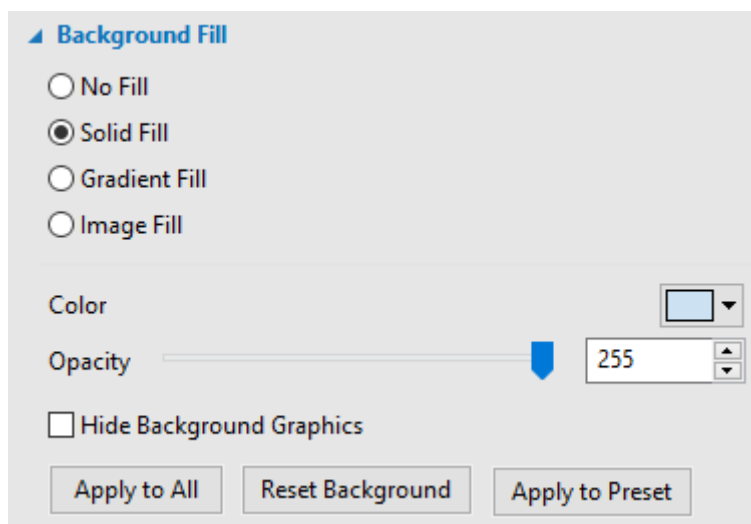 Background Fill
No Fill
Solid Fill
Gradient Fill
Image Fill
Color
Opacity 255
Hide Background Graphics
Apply to All Reset Background Apply to Preset